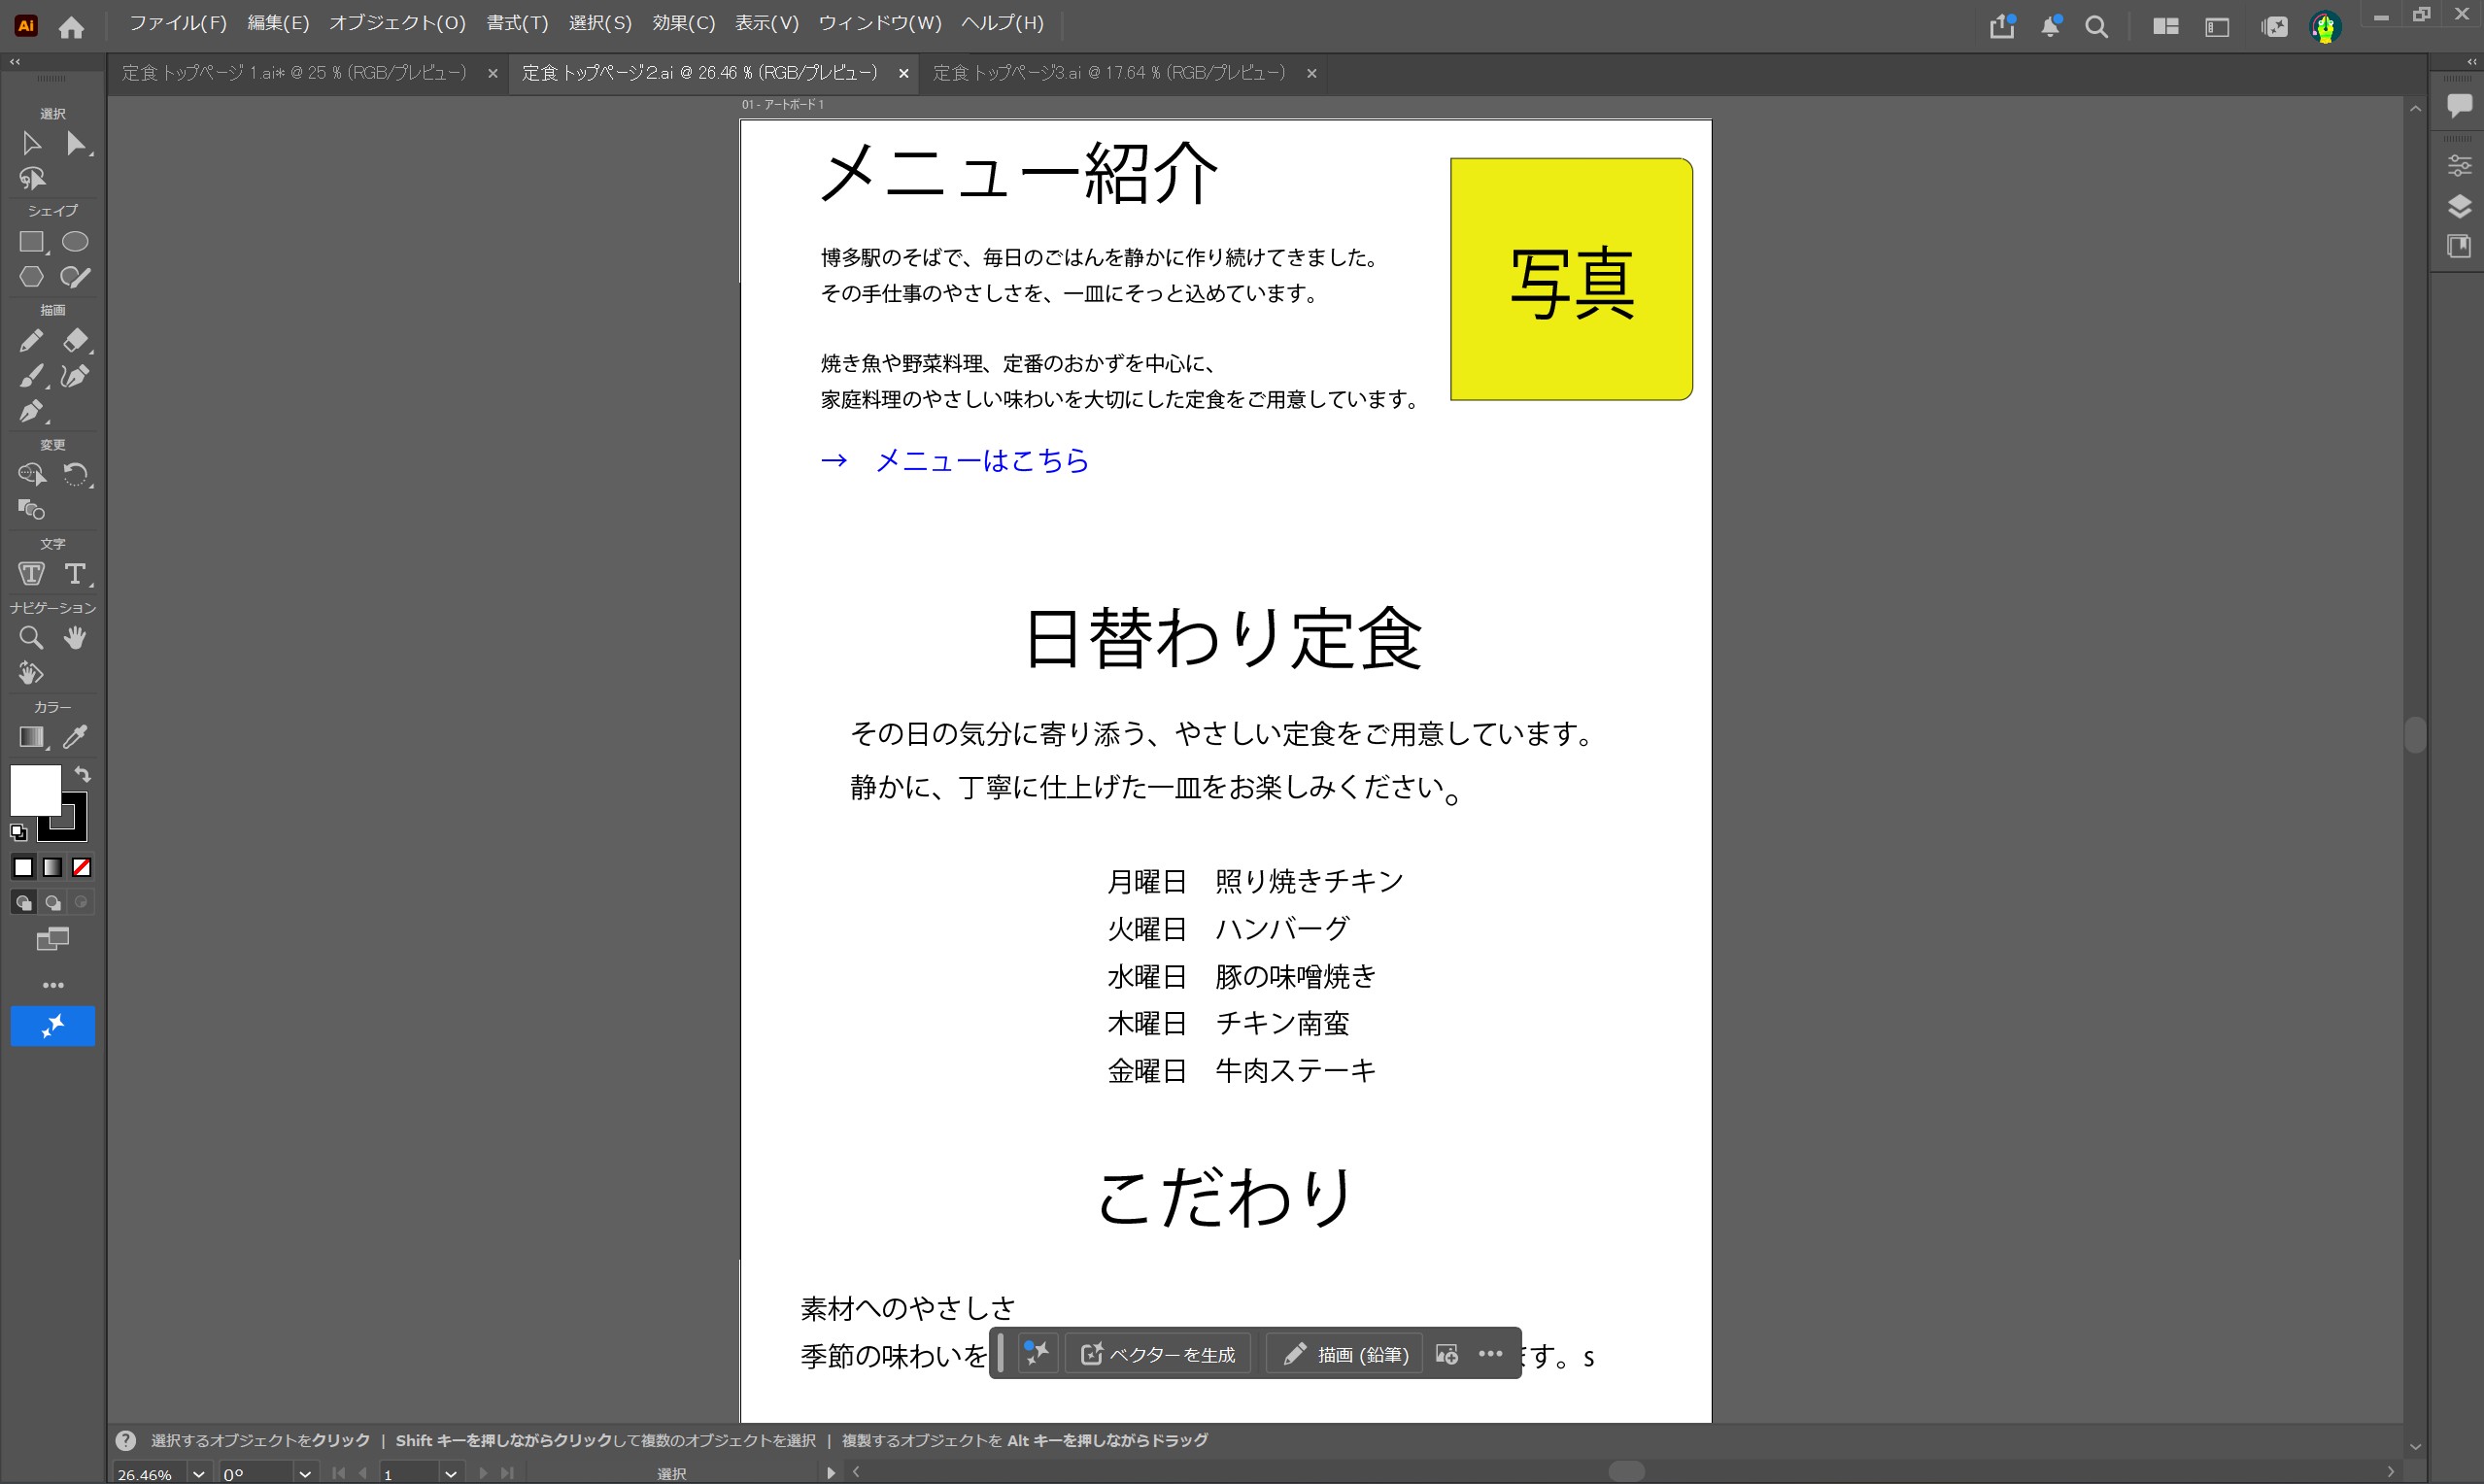 Ai
ファイル(F) 編集(E) オブジェクト(O) 書式(T) 選択(S) 効果(C) 表示(V) ウィンドウ(W) ヘルプ(H)
定食 トップページ 1.ai* @ 25 % (RGB/プレビュー)
定食 トップページ2.ai @ 26.46 % (RGB/プレビュー)
定食 トップページ3.ai @ 17.64 % (RGB/プレビュー)
選択
シェイプ
描画
変更
文字
ナビゲーション
カラー
01 - アートボード 1
メニュー紹介
博多駅のそばで、毎日のごはんを静かに作り続けてきました。
その手仕事のやさしさを、一皿にそっと込めています。
焼き魚や野菜料理、定番のおかずを中心に、
家庭料理のやさしい味わいを大切にした定食をご用意しています。
→ メニューはこちら
写真
日替わり定食
その日の気分に寄り添う、やさしい定食をご用意しています。
静かに、丁寧に仕上げた一皿をお楽しみください。
月曜日 照り焼きチキン
火曜日 ハンバーグ
水曜日 豚の味噌焼き
木曜日 チキン南蛮
金曜日 牛肉ステーキ
こだわり
素材へのやさしさ
季節の味わいを
す。s
ベクターを生成
描画 (鉛筆)
選択するオブジェクトをクリック | Shift キーを押しながらクリックして複数のオブジェクトを選択 | 複製するオブジェクトを Alt キーを押しながらドラッグ
26.46% 0° 1 選択